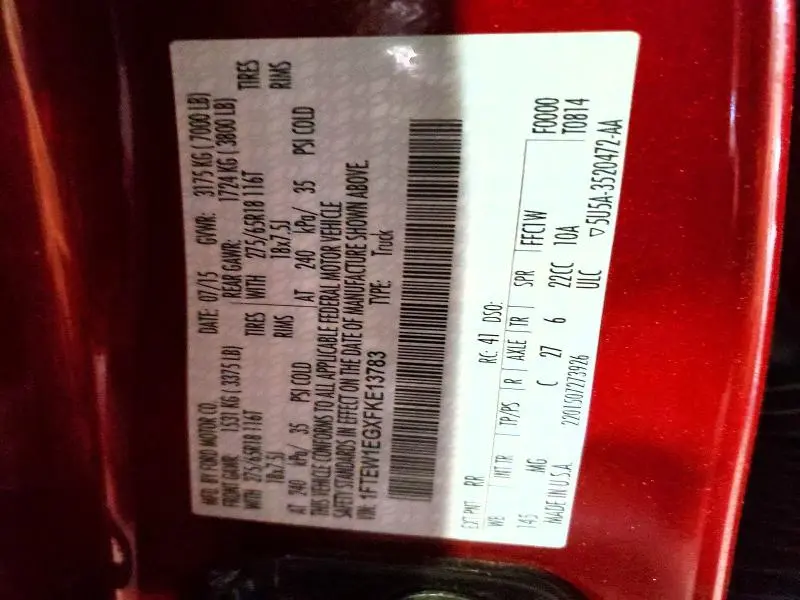 MFD. BY FORD MOTOR CO.
DATE: 07/15 GVWR: 3175 KG ( 7000 LB)
FRONT GAWR: 1531 KG ( 3375 LB) REAR GAWR: 1724 KG ( 3800 LB)
WITH 275/65R18 116T TIRES WITH 275/65R18 116T TIRES
18x7.5J RIMS 18x7.5J RIMS
AT 240 kPa/ 35 PSI COLD AT 240 kPa/ 35 PSI COLD
THIS VEHICLE CONFORMS TO ALL APPLICABLE FEDERAL MOTOR VEHICLE
SAFETY STANDARDS IN EFFECT ON THE DATE OF MANUFACTURE SHOWN ABOVE.
VIN: 1FTEW1EGXFKE13783 TYPE: Truck
EXT PNT: RR RC: 41 DSO: F0000
WB INT TR TP/PS R AXLE TR SPR FFC1W T0814
145 MG C 27 6 22CC 10A
ULC
MADE IN U.S.A. 2201507273926 ▽5U5A-3520472-AA